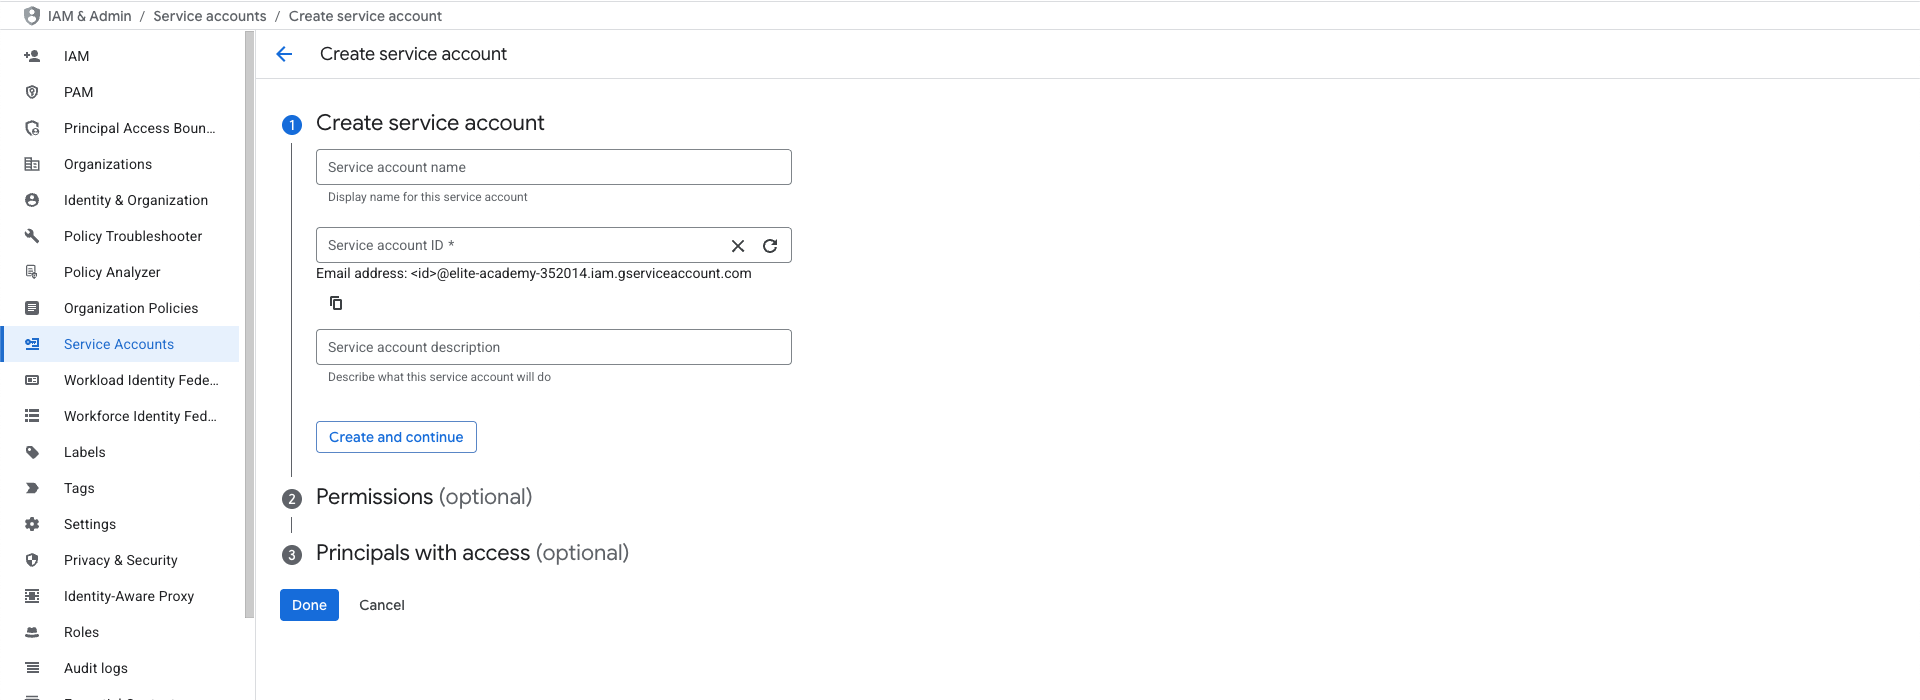 IAM & Admin / Service accounts / Create service account
IAM
PAM
Principal Access Boun...
Organizations
Identity & Organization
Policy Troubleshooter
Policy Analyzer
Organization Policies
Service Accounts
Workload Identity Fede...
Workforce Identity Fed...
Labels
Tags
Settings
Privacy & Security
Identity-Aware Proxy
Roles
Audit logs
Create service account
1 Create service account
Service account name
Display name for this service account
Service account ID *
Email address: <id>@elite-academy-352014.iam.gserviceaccount.com
Service account description
Describe what this service account will do
Create and continue
2 Permissions (optional)
3 Principals with access (optional)
Done Cancel